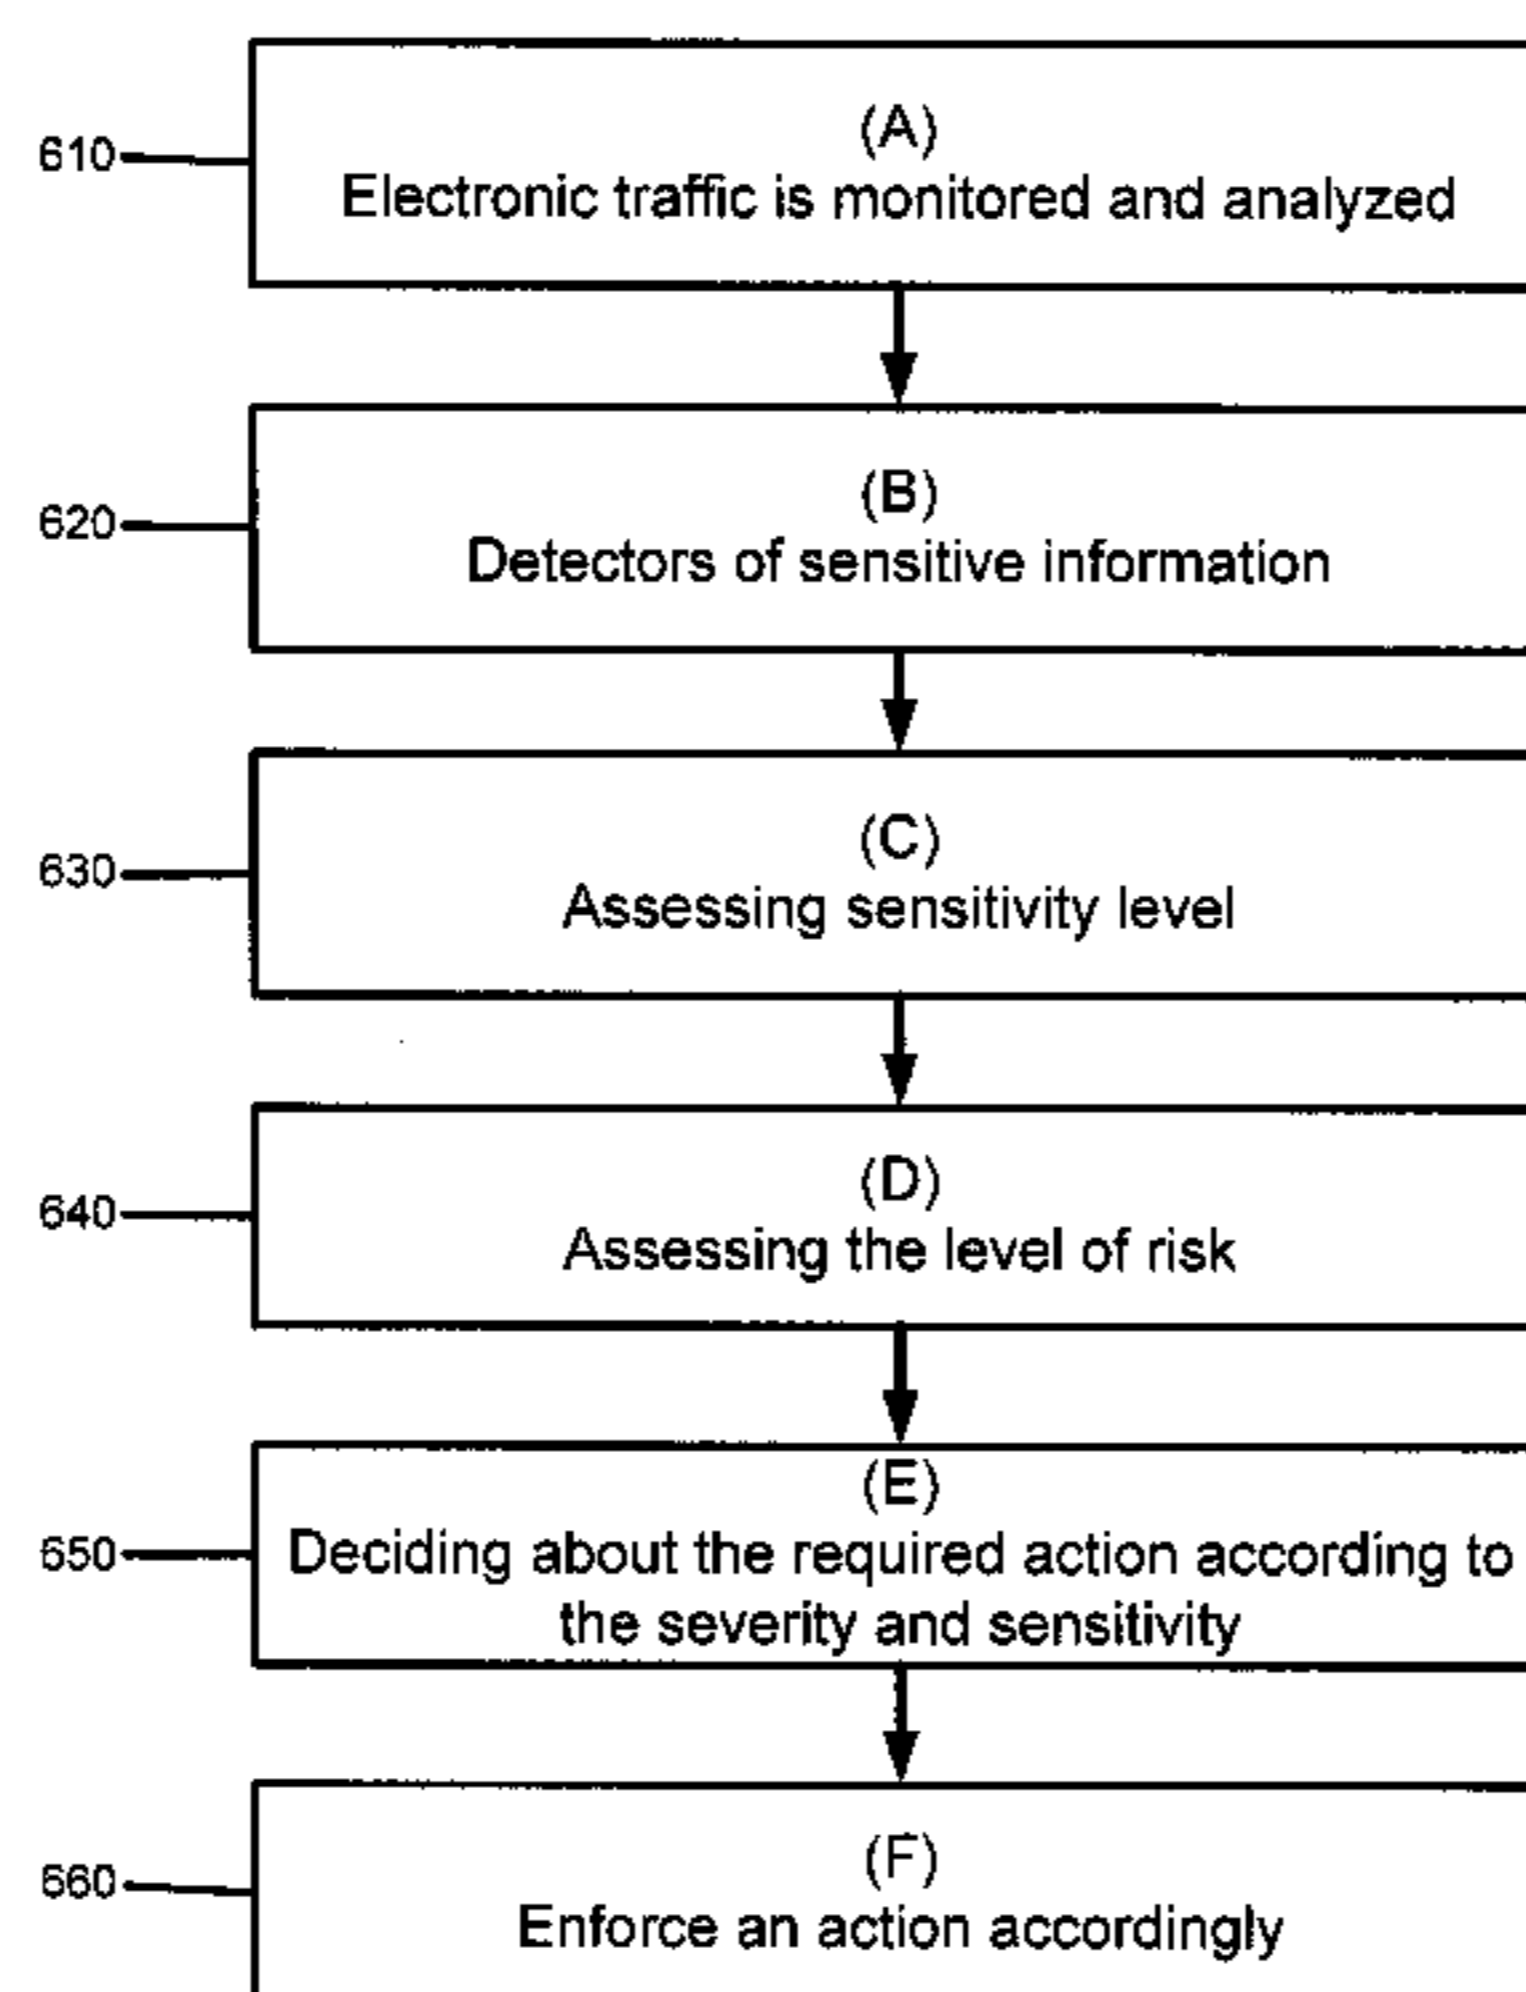 (A)
610
Electronic traffic is monitored and analyzed
(B)
620
Detectors of sensitive information
(C)
630
Assessing sensitivity level
(D)
640
Assessing the level of risk
(E)
650
Deciding about the required action according to
the severity and sensitivity
(F)
660
Enforce an action accordingly